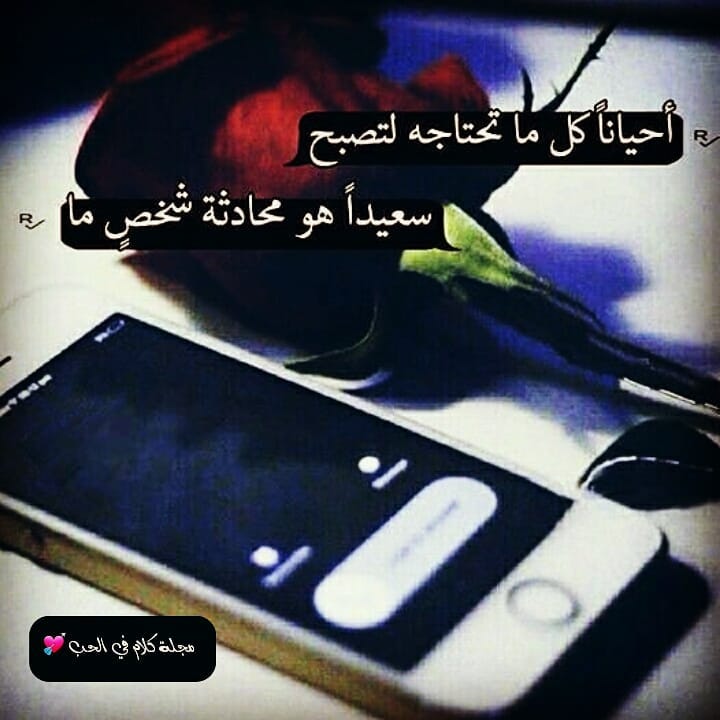 أحياناً كل ما تحتاجه لتصبح
سعيداً هو محادثة شخصٍ ما
مجلة كلام في الحب 💘